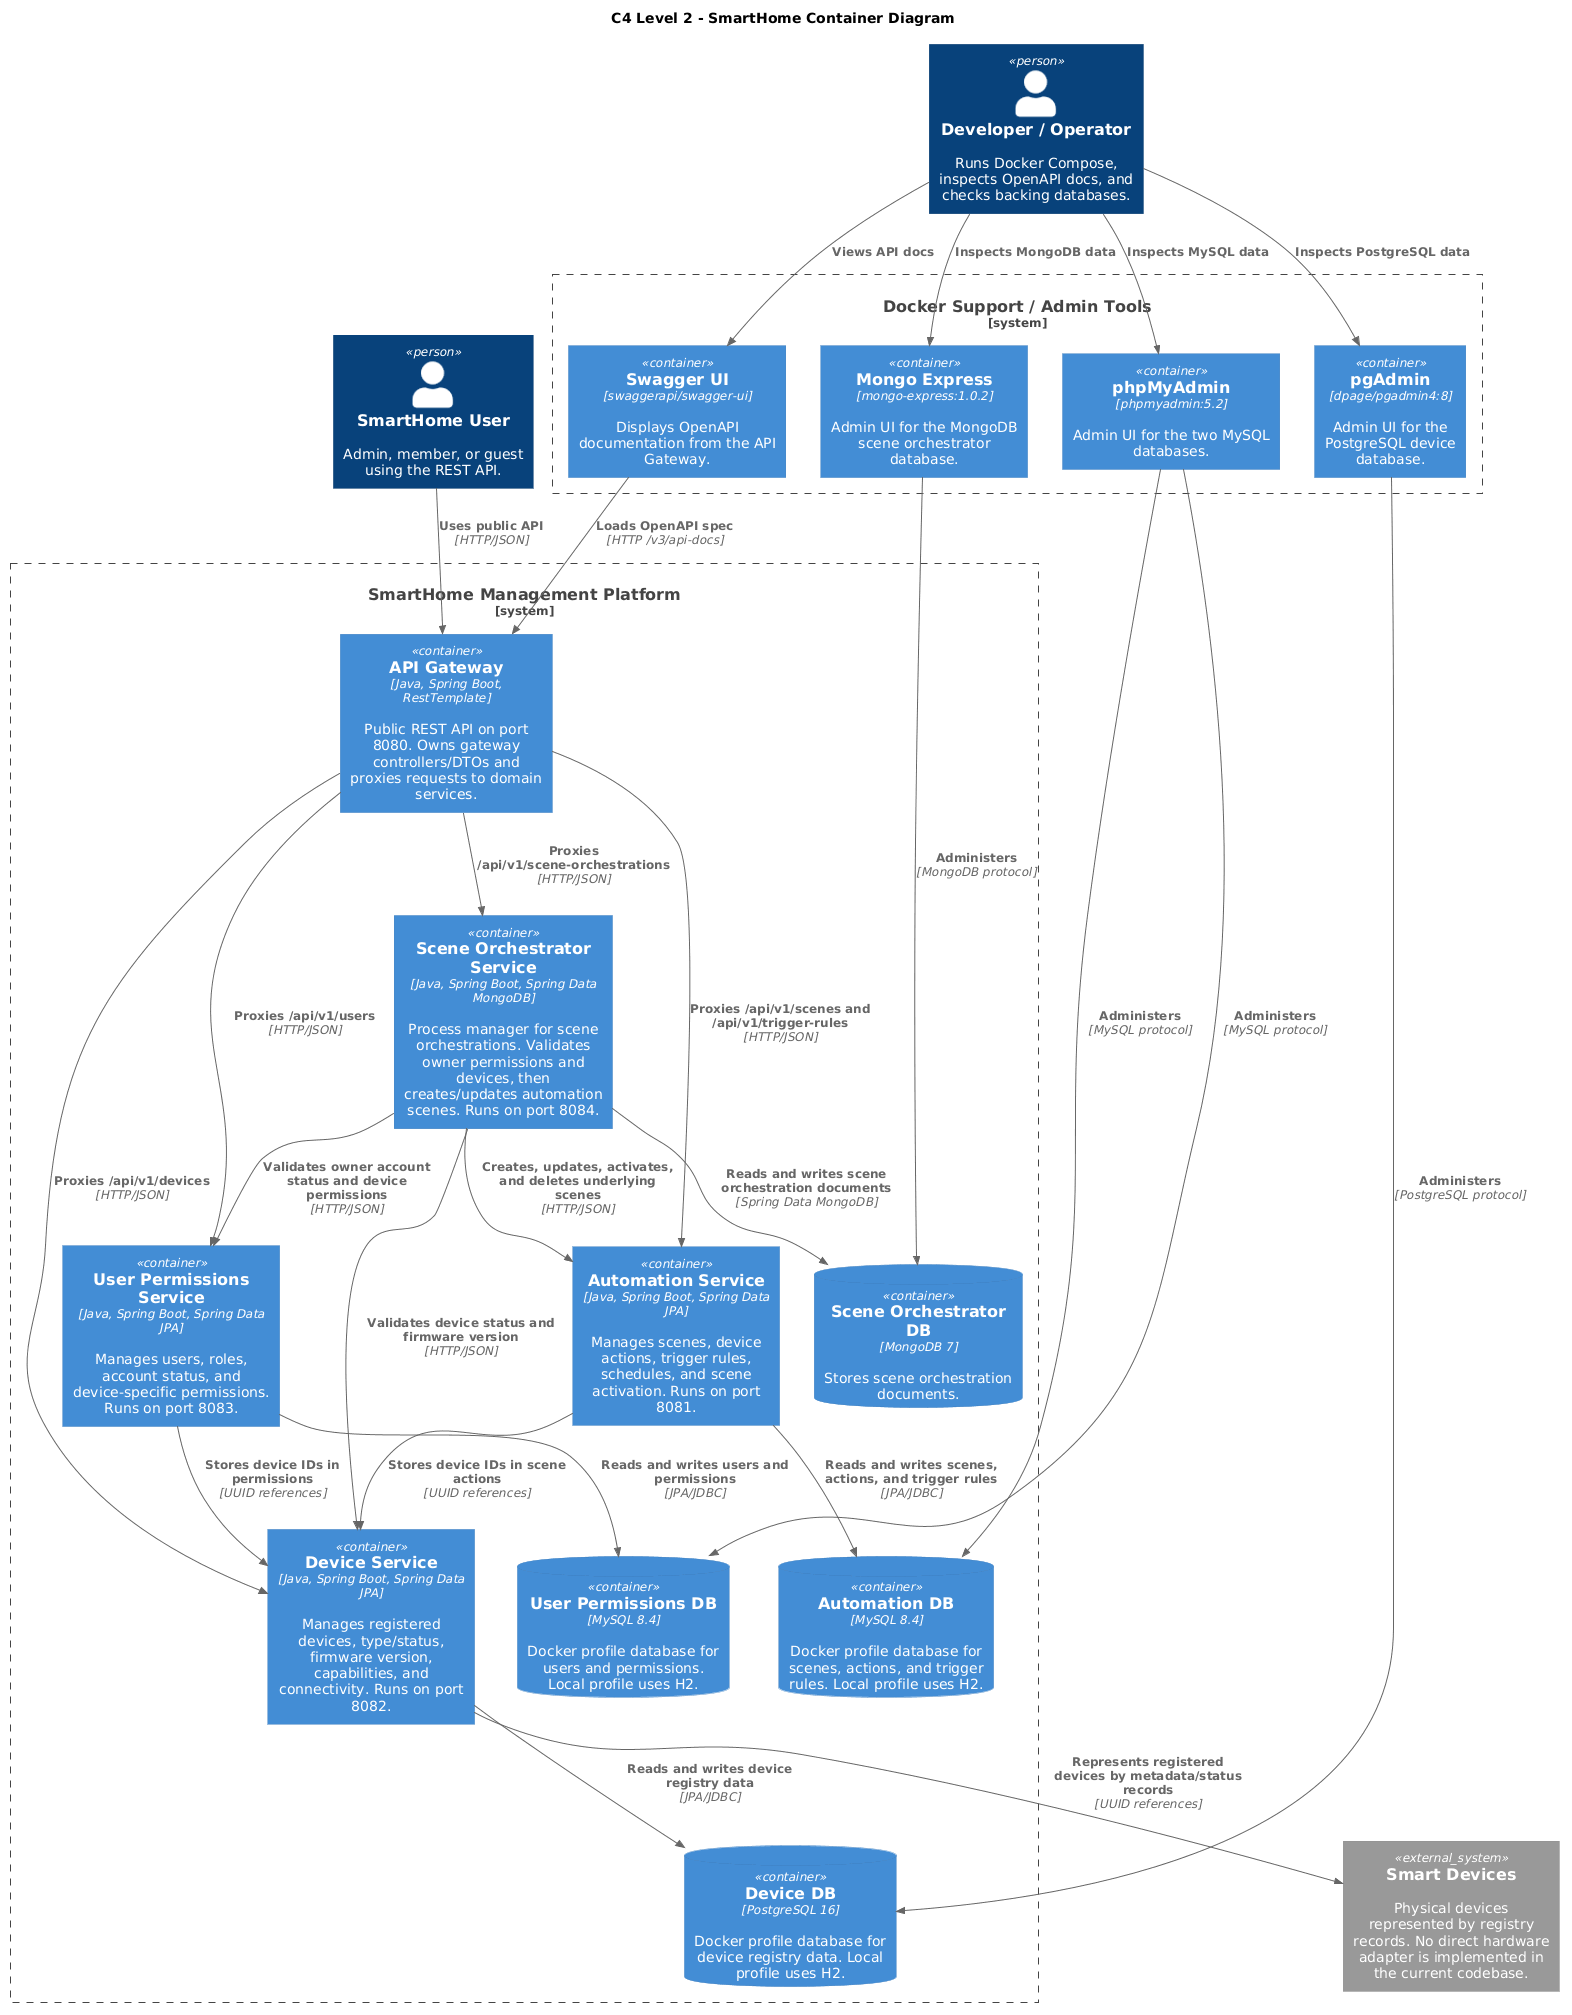 C4 Level 2 - SmartHome Container Diagram
«person»
Developer / Operator
Runs Docker Compose,
inspects OpenAPI docs, and
checks backing databases.
Views API docs
Inspects MongoDB data
Inspects MySQL data
Inspects PostgreSQL data
Docker Support / Admin Tools
[system]
«person»
SmartHome User
Admin, member, or guest
using the REST API.
«container»
Swagger UI
[swaggerapi/swagger-ui]
Displays OpenAPI
documentation from the API
Gateway.
«container»
Mongo Express
[mongo-express:1.0.2]
Admin UI for the MongoDB
scene orchestrator
database.
«container»
phpMyAdmin
[phpmyadmin:5.2]
Admin UI for the two MySQL
databases.
«container»
pgAdmin
[dpage/pgadmin4:8]
Admin UI for the
PostgreSQL device
database.
Uses public API
[HTTP/JSON]
Loads OpenAPI spec
[HTTP /v3/api-docs]
SmartHome Management Platform
[system]
«container»
API Gateway
[Java, Spring Boot,
RestTemplate]
Public REST API on port
8080. Owns gateway
controllers/DTOs and
proxies requests to domain
services.
Proxies
/api/v1/scene-orchestrations
[HTTP/JSON]
Administers
[MongoDB protocol]
«container»
Scene Orchestrator
Service
[Java, Spring Boot, Spring Data
MongoDB]
Process manager for scene
orchestrations. Validates
owner permissions and
devices, then
creates/updates automation
scenes. Runs on port 8084.
Proxies /api/v1/users
[HTTP/JSON]
Proxies /api/v1/scenes and
/api/v1/trigger-rules
[HTTP/JSON]
Administers
[MySQL protocol]
Administers
[MySQL protocol]
Proxies /api/v1/devices
[HTTP/JSON]
Validates owner account
status and device
permissions
[HTTP/JSON]
Creates, updates, activates,
and deletes underlying
scenes
[HTTP/JSON]
Reads and writes scene
orchestration documents
[Spring Data MongoDB]
Administers
[PostgreSQL protocol]
«container»
User Permissions
Service
[Java, Spring Boot, Spring Data
JPA]
Manages users, roles,
account status, and
device-specific permissions.
Runs on port 8083.
Validates device status and
firmware version
[HTTP/JSON]
«container»
Automation Service
[Java, Spring Boot, Spring Data
JPA]
Manages scenes, device
actions, trigger rules,
schedules, and scene
activation. Runs on port
8081.
«container»
Scene Orchestrator
DB
[MongoDB 7]
Stores scene orchestration
documents.
Stores device IDs in
permissions
[UUID references]
Stores device IDs in scene
actions
[UUID references]
Reads and writes users and
permissions
[JPA/JDBC]
Reads and writes scenes,
actions, and trigger rules
[JPA/JDBC]
«container»
Device Service
[Java, Spring Boot, Spring Data
JPA]
Manages registered
devices, type/status,
firmware version,
capabilities, and
connectivity. Runs on port
8082.
«container»
User Permissions DB
[MySQL 8.4]
Docker profile database for
users and permissions.
Local profile uses H2.
«container»
Automation DB
[MySQL 8.4]
Docker profile database for
scenes, actions, and trigger
rules. Local profile uses H2.
Reads and writes device
registry data
[JPA/JDBC]
Represents registered
devices by metadata/status
records
[UUID references]
«container»
Device DB
[PostgreSQL 16]
Docker profile database for
device registry data. Local
profile uses H2.
«external_system»
Smart Devices
Physical devices
represented by registry
records. No direct hardware
adapter is implemented in
the current codebase.